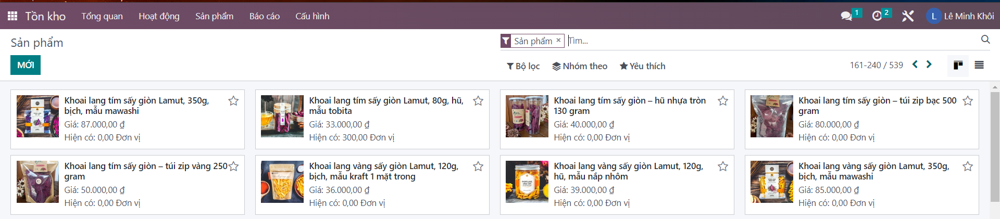 Tồn kho Tổng quan Hoạt động Sản phẩm Báo cáo Cấu hình 1 2 L Lê Minh Khôi
Sản phẩm
Sản phẩm × Tìm...
MỚI
Bộ lọc Nhóm theo Yêu thích 161-240 / 539
Khoai lang tím sấy giòn Lamut, 350g,
bịch, mẫu mawashi
Giá: 87.000,00 ₫
Hiện có: 0,00 Đơn vị
Khoai lang tím sấy giòn Lamut, 80g, hũ,
mẫu tobita
Giá: 33.000,00 ₫
Hiện có: 300,00 Đơn vị
Khoai lang tím sấy giòn – hũ nhựa tròn
130 gram
Giá: 40.000,00 ₫
Hiện có: 0,00 Đơn vị
Khoai lang tím sấy giòn – túi zip bạc 500
gram
Giá: 80.000,00 ₫
Hiện có: 0,00 Đơn vị
Khoai lang tím sấy giòn – túi zip vàng 250
gram
Giá: 50.000,00 ₫
Hiện có: 0,00 Đơn vị
Khoai lang vàng sấy giòn Lamut, 120g,
bịch, mẫu kraft 1 mặt trong
Giá: 36.000,00 ₫
Hiện có: 0,00 Đơn vị
Khoai lang vàng sấy giòn Lamut, 120g,
hũ, mẫu nắp nhôm
Giá: 39.000,00 ₫
Hiện có: 0,00 Đơn vị
Khoai lang vàng sấy giòn Lamut, 350g,
bịch, mẫu mawashi
Giá: 85.000,00 ₫
Hiện có: 0,00 Đơn vị